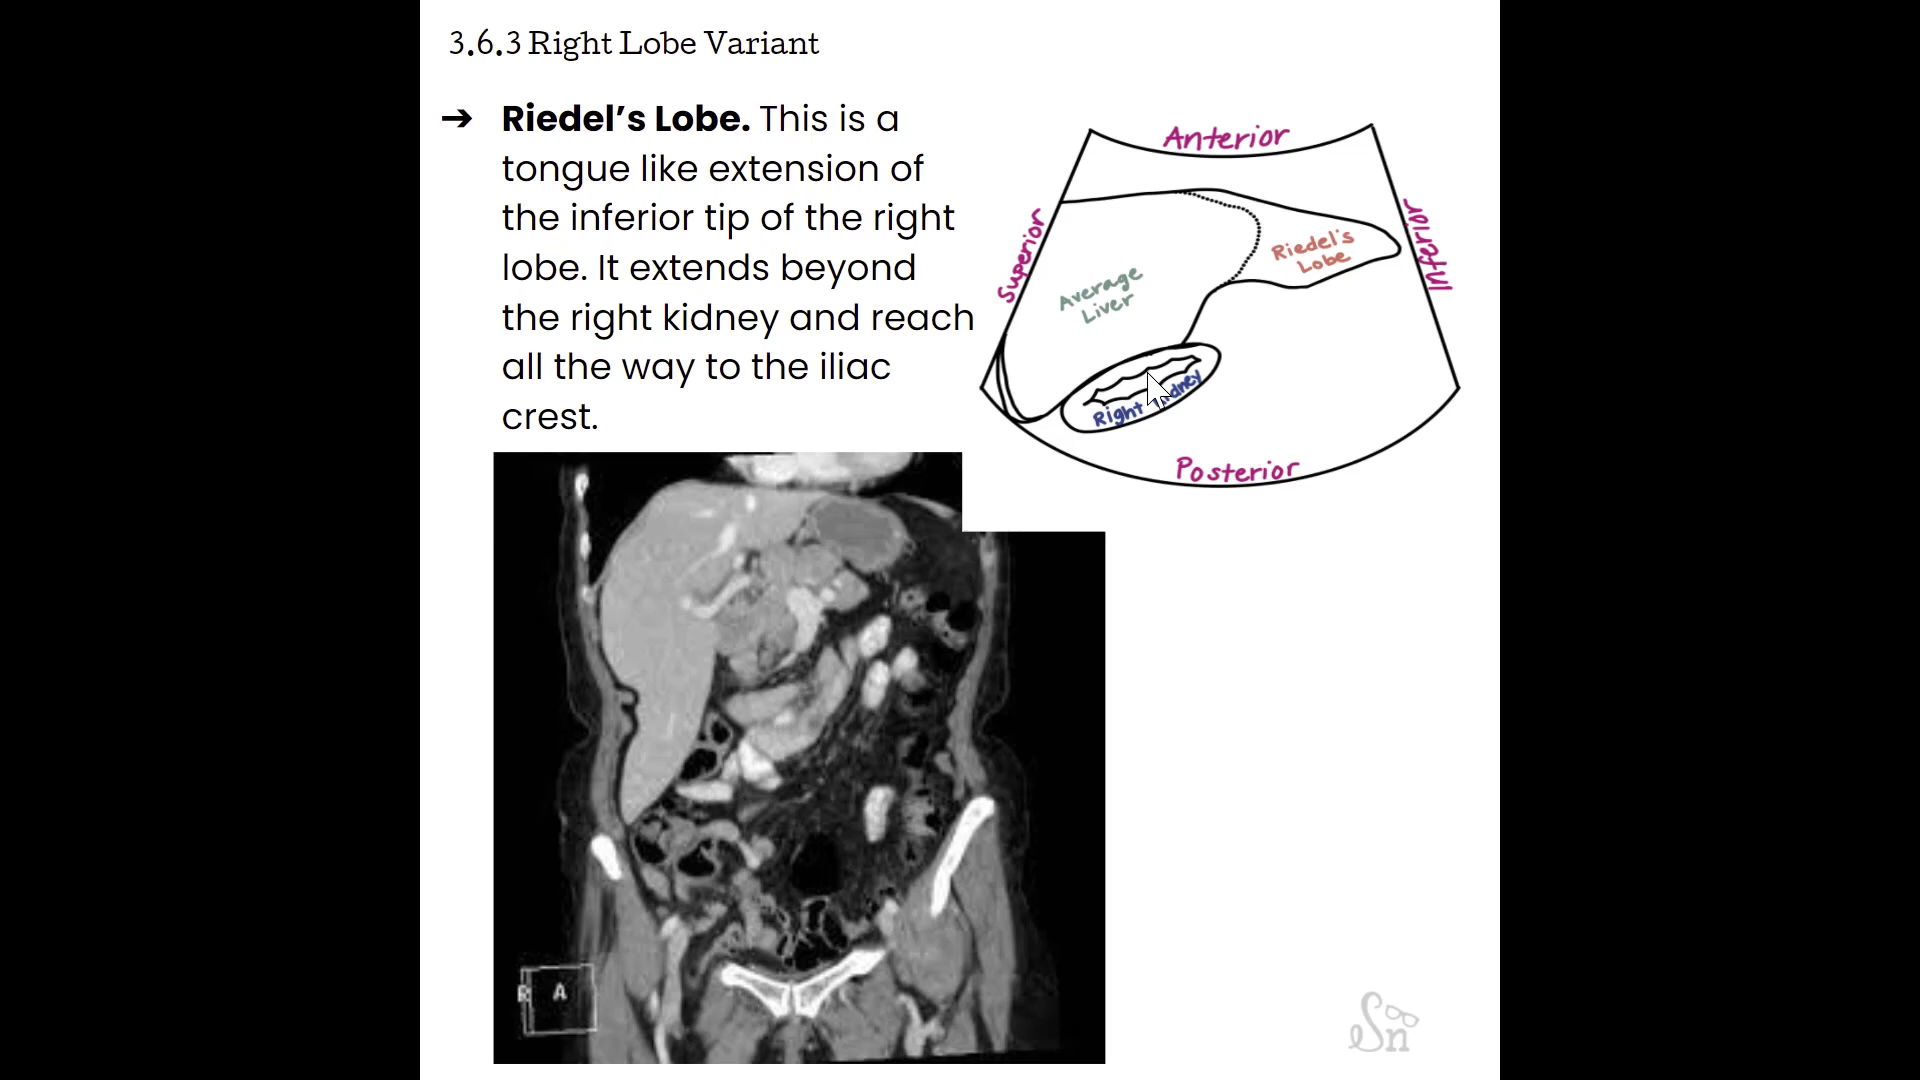 3.6.3 Right Lobe Variant
➔ Riedel’s Lobe. This is a
tongue like extension of
the inferior tip of the right
lobe. It extends beyond
the right kidney and reach
all the way to the iliac
crest.
Anterior
Superior
Inferior
Riedel's
Lobe
Average
Liver
Right Kidney
Posterior
R A
eSn